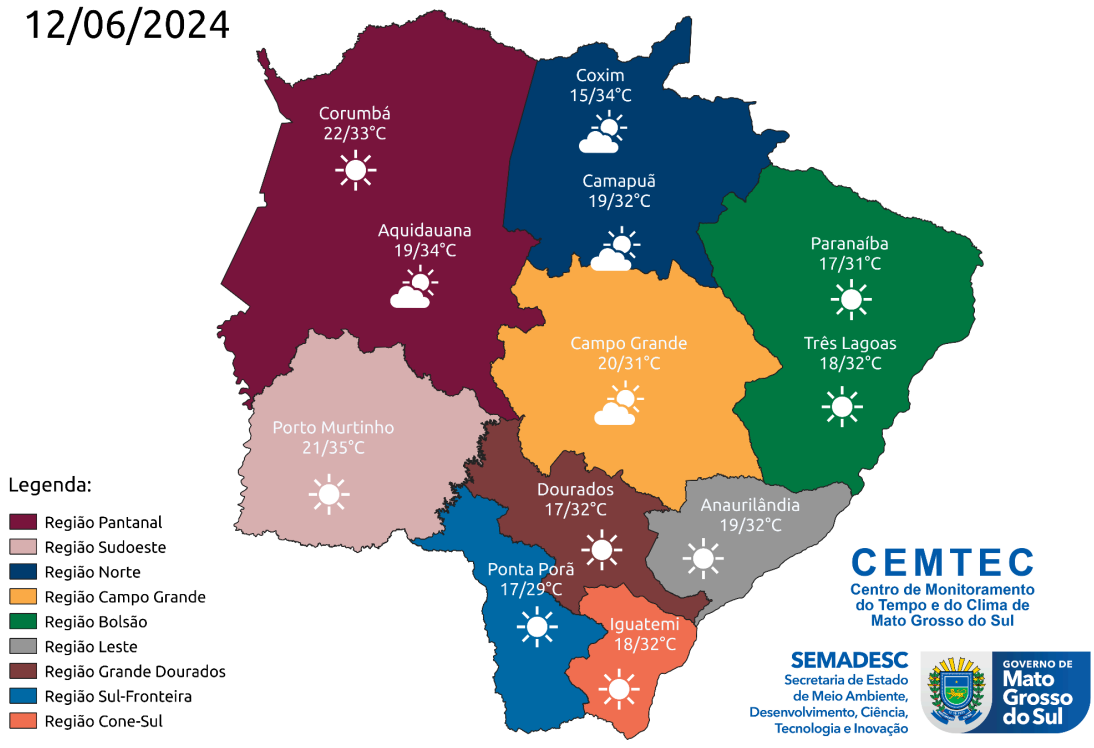 12/06/2024
Coxim
15/34°C
Corumbá
22/33°C
Camapuã
19/32°C
Aquidauana
19/34°C
Paranaíba
17/31°C
Campo Grande
20/31°C
Três Lagoas
18/32°C
Porto Murtinho
21/35°C
Dourados
17/32°C
Anaurilândia
19/32°C
Ponta Porã
17/29°C
Iguatemi
18/32°C
Legenda:
Região Pantanal
Região Sudoeste
Região Norte
Região Campo Grande
Região Bolsão
Região Leste
Região Grande Dourados
Região Sul-Fronteira
Região Cone-Sul
CEMTEC
Centro de Monitoramento
do Tempo e do Clima de
Mato Grosso do Sul
SEMADESC
Secretaria de Estado
de Meio Ambiente,
Desenvolvimento, Ciência,
Tecnologia e Inovação
GOVERNO DE
Mato
Grosso
do Sul